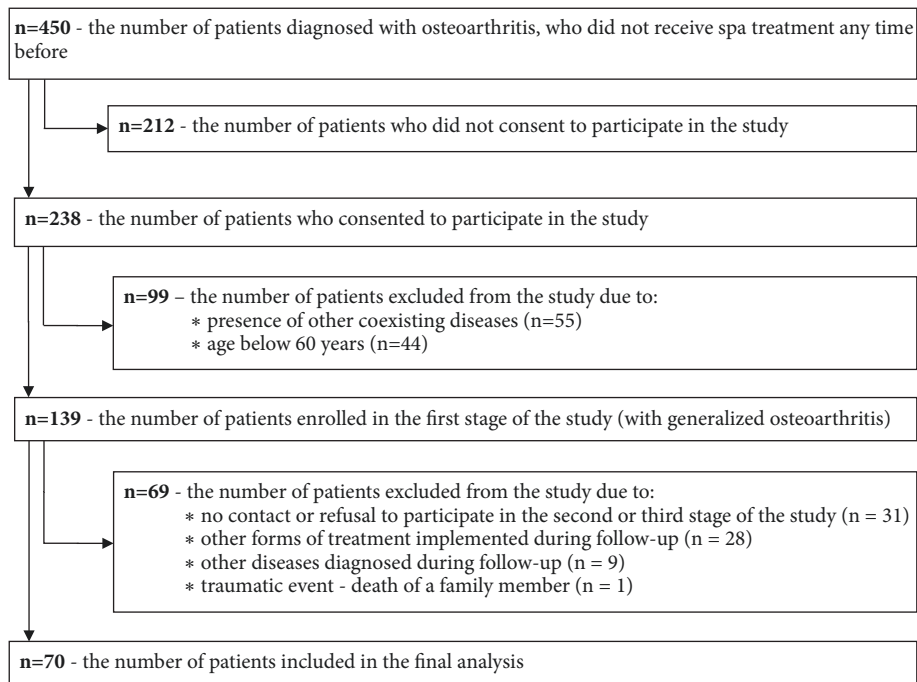 n=450 - the number of patients diagnosed with osteoarthritis, who did not receive spa treatment any time
before
n=212 - the number of patients who did not consent to participate in the study
n=238 - the number of patients who consented to participate in the study
n=99 – the number of patients excluded from the study due to:
∗ presence of other coexisting diseases (n=55)
∗ age below 60 years (n=44)
n=139 - the number of patients enrolled in the first stage of the study (with generalized osteoarthritis)
n=69 - the number of patients excluded from the study due to:
∗ no contact or refusal to participate in the second or third stage of the study (n = 31)
∗ other forms of treatment implemented during follow-up (n = 28)
∗ other diseases diagnosed during follow-up (n = 9)
∗ traumatic event - death of a family member (n = 1)
n=70 - the number of patients included in the final analysis